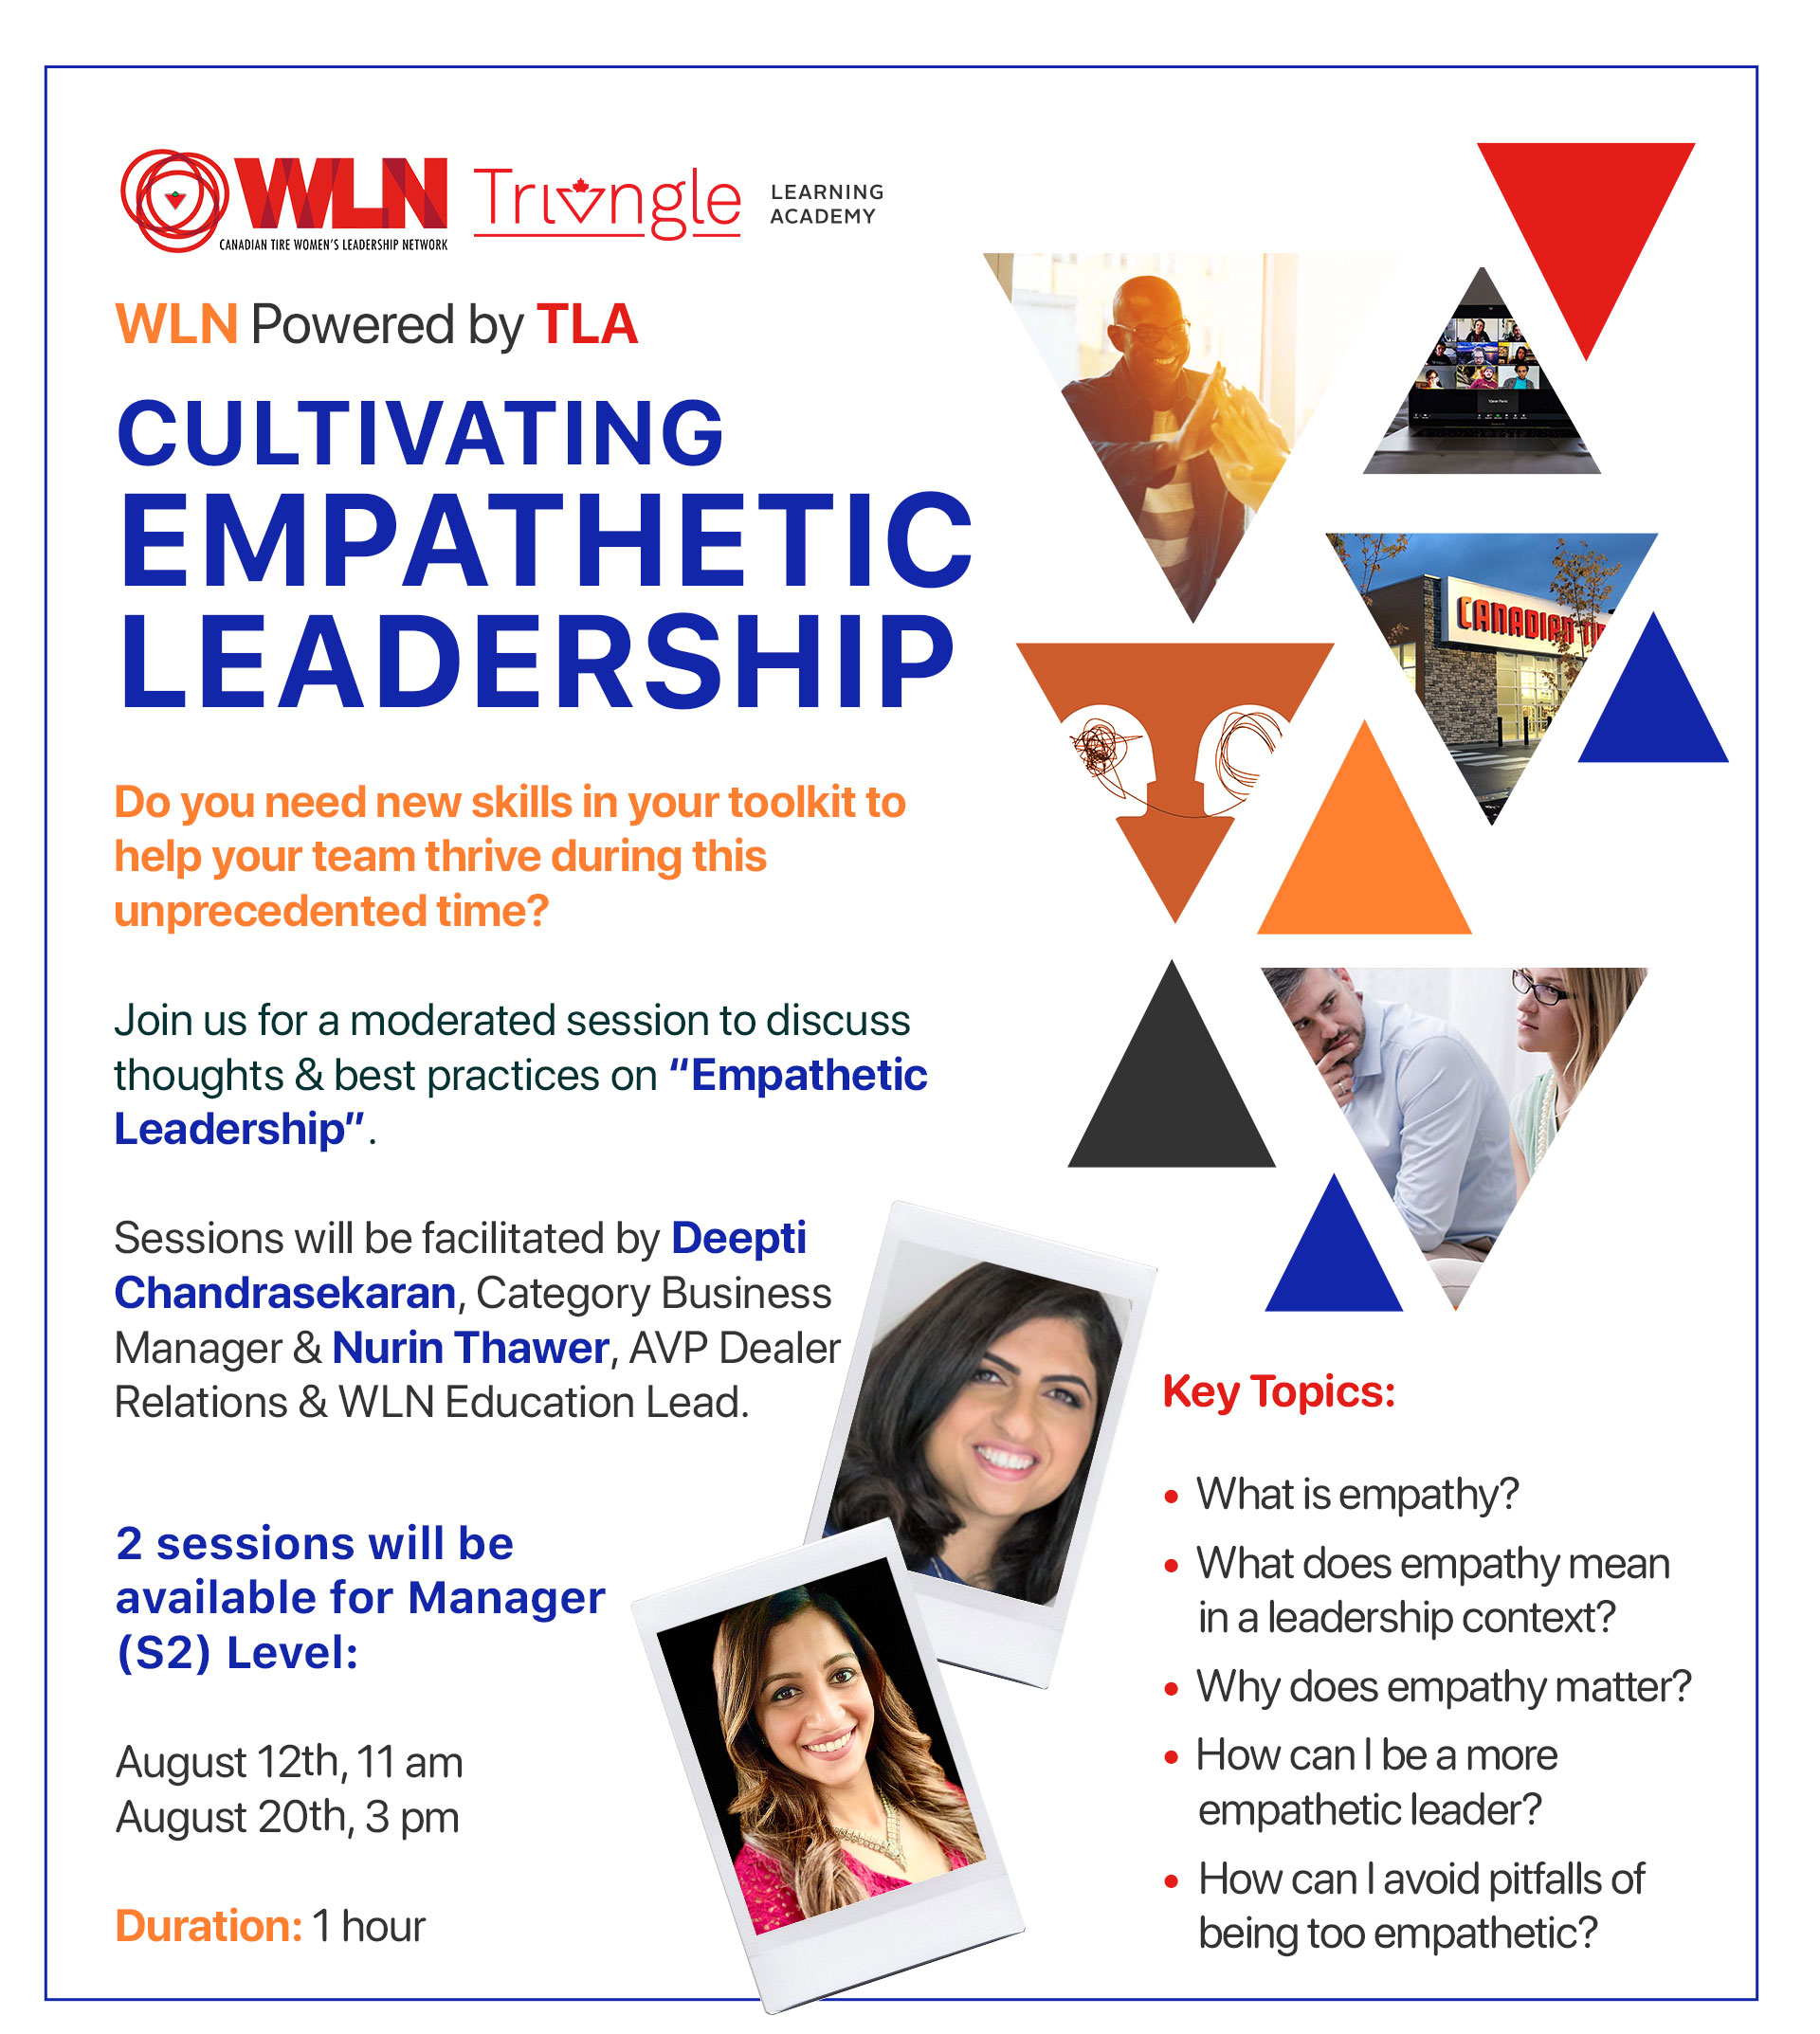 WLN
CANADIAN TIRE WOMEN'S LEADERSHIP NETWORK
Triangle
LEARNING
ACADEMY
WLN Powered by TLA
CULTIVATING
EMPATHETIC
LEADERSHIP
CANADIAN TI
Do you need new skills in your toolkit to
help your team thrive during this
unprecedented time?
Join us for a moderated session to discuss
thoughts & best practices on “Empathetic
Leadership”.
Sessions will be facilitated by Deepti
Chandrasekaran, Category Business
Manager & Nurin Thawer, AVP Dealer
Relations & WLN Education Lead.
2 sessions will be
available for Manager
(S2) Level:
August 12th, 11 am
August 20th, 3 pm
Duration: 1 hour
Key Topics:
• What is empathy?
• What does empathy mean
in a leadership context?
• Why does empathy matter?
• How can I be a more
empathetic leader?
• How can I avoid pitfalls of
being too empathetic?